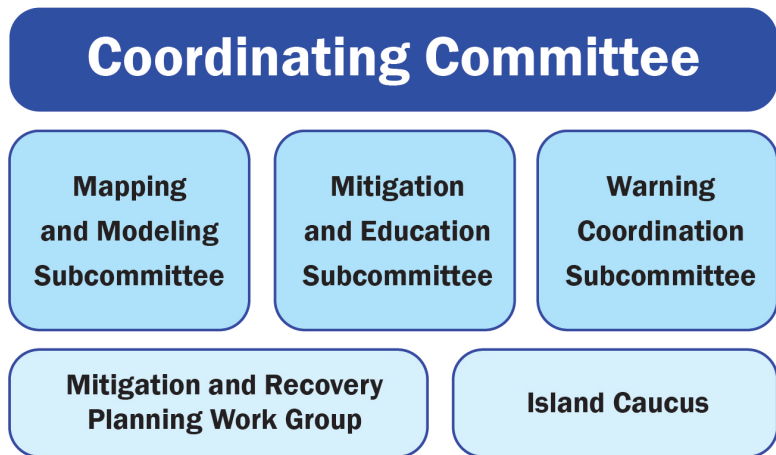 Coordinating Committee
Mapping
and Modeling
Subcommittee
Mitigation
and Education
Subcommittee
Warning
Coordination
Subcommittee
Mitigation and Recovery
Planning Work Group
Island Caucus